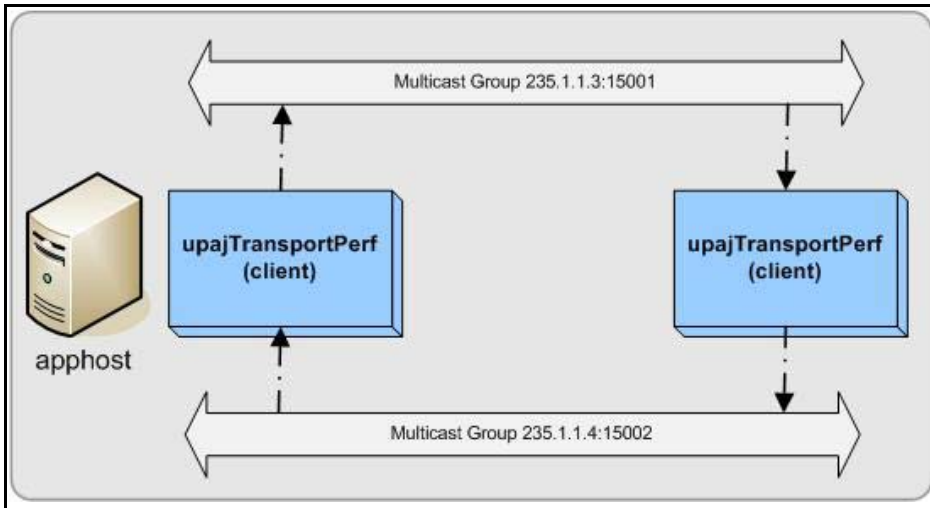 Multicast Group 235.1.1.3:15001
upajTransportPerf
(client)
upajTransportPerf
(client)
apphost
Multicast Group 235.1.1.4:15002